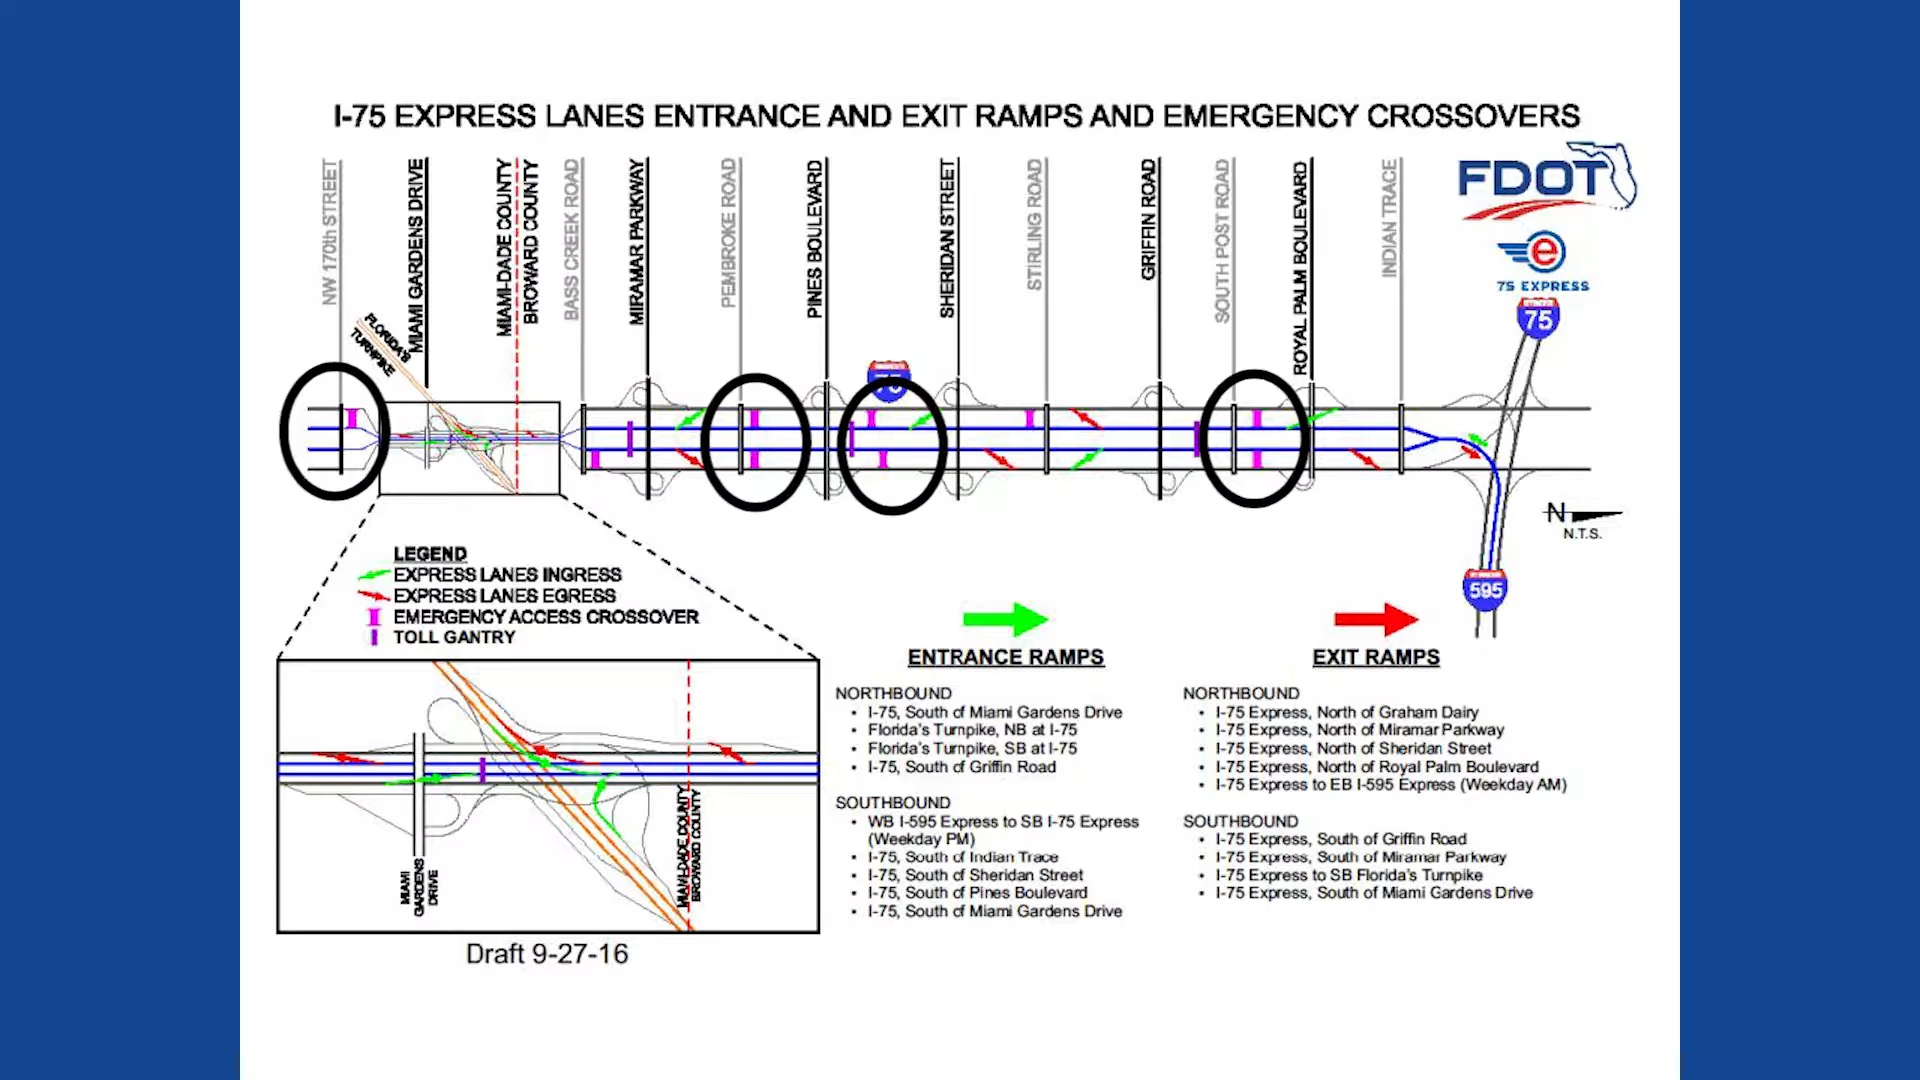 I-75 EXPRESS LANES ENTRANCE AND EXIT RAMPS AND EMERGENCY CROSSOVERS
NW 170th STREET
MIAMI GARDENS DRIVE
MIAMI-DADE COUNTY
BROWARD COUNTY
BASS CREEK ROAD
MIRAMAR PARKWAY
PEMBROKE ROAD
PINES BOULEVARD
SHERIDAN STREET
STIRLING ROAD
GRIFFIN ROAD
SOUTH POST ROAD
ROYAL PALM BOULEVARD
INDIAN TRACE
FDOT
e
75 EXPRESS
75
FLORIDA'S
TURNPIKE
N
N.T.S.
595
LEGEND
EXPRESS LANES INGRESS
EXPRESS LANES EGRESS
EMERGENCY ACCESS CROSSOVER
TOLL GANTRY
MIAMI
GARDENS
DRIVE
MIAMI-DADE COUNTY
BROWARD COUNTY
Draft 9-27-16
ENTRANCE RAMPS
NORTHBOUND
• I-75, South of Miami Gardens Drive
• Florida's Turnpike, NB at I-75
• Florida's Turnpike, SB at I-75
• I-75, South of Griffin Road
SOUTHBOUND
• WB I-595 Express to SB I-75 Express
(Weekday PM)
• I-75, South of Indian Trace
• I-75, South of Sheridan Street
• I-75, South of Pines Boulevard
• I-75, South of Miami Gardens Drive
EXIT RAMPS
NORTHBOUND
• I-75 Express, North of Graham Dairy
• I-75 Express, North of Miramar Parkway
• I-75 Express, North of Sheridan Street
• I-75 Express, North of Royal Palm Boulevard
• I-75 Express to EB I-595 Express (Weekday AM)
SOUTHBOUND
• I-75 Express, South of Griffin Road
• I-75 Express, South of Miramar Parkway
• I-75 Express to SB Florida's Turnpike
• I-75 Express, South of Miami Gardens Drive